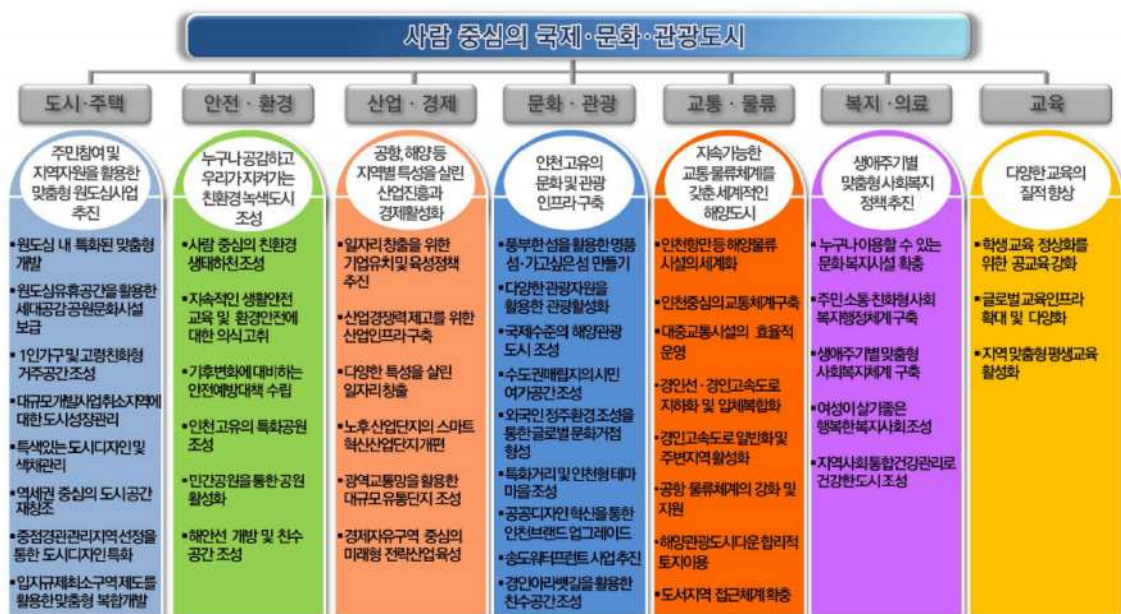 사람 중심의 국제·문화·관광도시
도시·주택
주민참여 및
지역자원을 활용한
맞춤형 원도심사업
추진
▪원도심 내 특화된 맞춤형
개발
▪원도심유휴공간을 활용한
세대공감 공원문화시설
보급
▪1인가구 및 고령친화형
거주공간 조성
▪대규모개발사업취소지역에
대한 도시성장관리
▪특색있는 도시디자인 및
색채관리
▪역세권 중심의 도시 공간
재창조
▪중점경관관리지역 선정을
통한 도시디자인 특화
▪입지규제최소구역 제도를
활용한 맞춤형 복합개발
안전·환경
누구나 공감하고
우리가 지켜가는
친환경 녹색도시
조성
▪사람 중심의 친환경
생태하천 조성
▪지속적인 생활안전
교육 및 환경안전에
대한 의식고취
▪기후변화에 대비하는
안전예방대책 수립
▪인천 고유의 특화공원
조성
▪민간공원을 통한 공원
활성화
▪해안선 개방 및 친수
공간 조성
산업·경제
공항, 해양 등
지역별 특성을 살린
산업진흥과
경제활성화
▪일자리 창출을 위한
기업유치 및 육성정책
추진
▪산업경쟁력 제고를 위한
산업인프라 구축
▪다양한 특성을 살린
일자리 창출
▪노후 산업단지의 스마트
혁신산업단지 개편
▪광역교통망을 활용한
대규모 유통단지 조성
▪경제자유구역 중심의
미래형 전략산업 육성
문화·관광
인천 고유의
문화 및 관광
인프라 구축
▪풍부한 섬을 활용한 명품
섬·가고싶은 섬 만들기
▪다양한 관광자원을
활용한 관광활성화
▪국제수준의 해양관광
도시 조성
▪수도권매립지의 시민
여가공간 조성
▪외국인 정주환경 조성을
통한 글로벌 문화거점
형성
▪특화거리 및 인천형 테마
마을 조성
▪공공디자인 혁신을 통한
인천브랜드 업그레이드
▪송도워터프런트 사업 추진
▪경인아라뱃길을 활용한
친수공간 조성
교통·물류
지속가능한
교통·물류체계를
갖춘 세계적인
해양도시
▪인천항만 등 해양물류
시설의 세계화
▪인천중심의 교통체계구축
▪대중교통시설의 효율적
운영
▪경인선·경인고속도로
지하화 및 입체복합화
▪경인고속도로 일반화 및
주변지역 활성화
▪공항 물류체계의 강화 및
지원
▪해양관광도시다운 합리적
토지이용
▪도서지역 접근체계 확충
복지·의료
생애주기별
맞춤형 사회복지
정책 추진
▪누구나 이용할 수 있는
문화 복지시설 확충
▪주민 소통·친화형 사회
복지행정체계 구축
▪생애주기별 맞춤형
사회복지체계 구축
▪여성이 살기좋은
행복한 복지사회 조성
▪지역사회 통합건강관리로
건강한 도시 조성
교육
다양한 교육의
질적 향상
▪학생 교육 정상화를
위한 공교육 강화
▪글로벌 교육인프라
확대 및 다양화
▪지역 맞춤형 평생교육
활성화